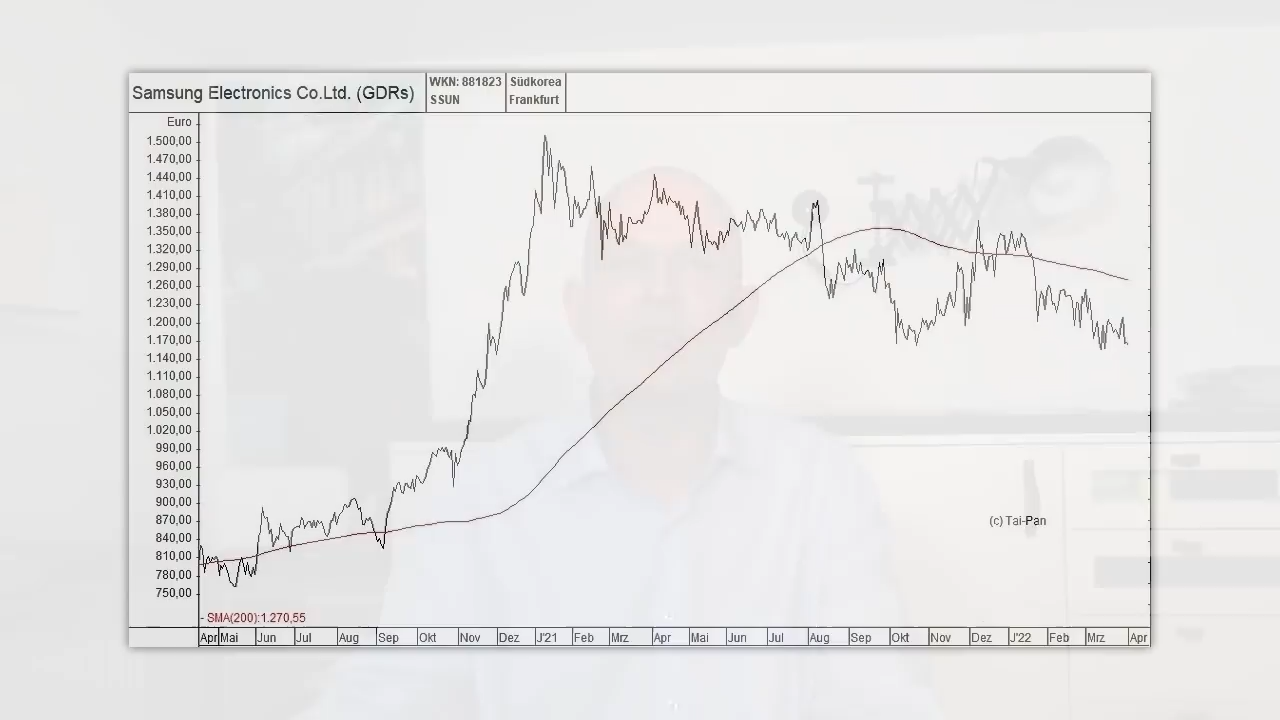 Samsung Electronics Co.Ltd. (GDRs)
WKN: 881823
SSUN
Südkorea
Frankfurt
Euro
1.500,00
1.470,00
1.440,00
1.410,00
1.380,00
1.350,00
1.320,00
1.290,00
1.260,00
1.230,00
1.200,00
1.170,00
1.140,00
1.110,00
1.080,00
1.050,00
1.020,00
990,00
960,00
930,00
900,00
870,00
840,00
810,00
780,00
750,00
(c) Tai-Pan
- SMA(200):1.270,55
Apr Mai Jun Jul Aug Sep Okt Nov Dez J'21 Feb Mrz Apr Mai Jun Jul Aug Sep Okt Nov Dez J'22 Feb Mrz Apr